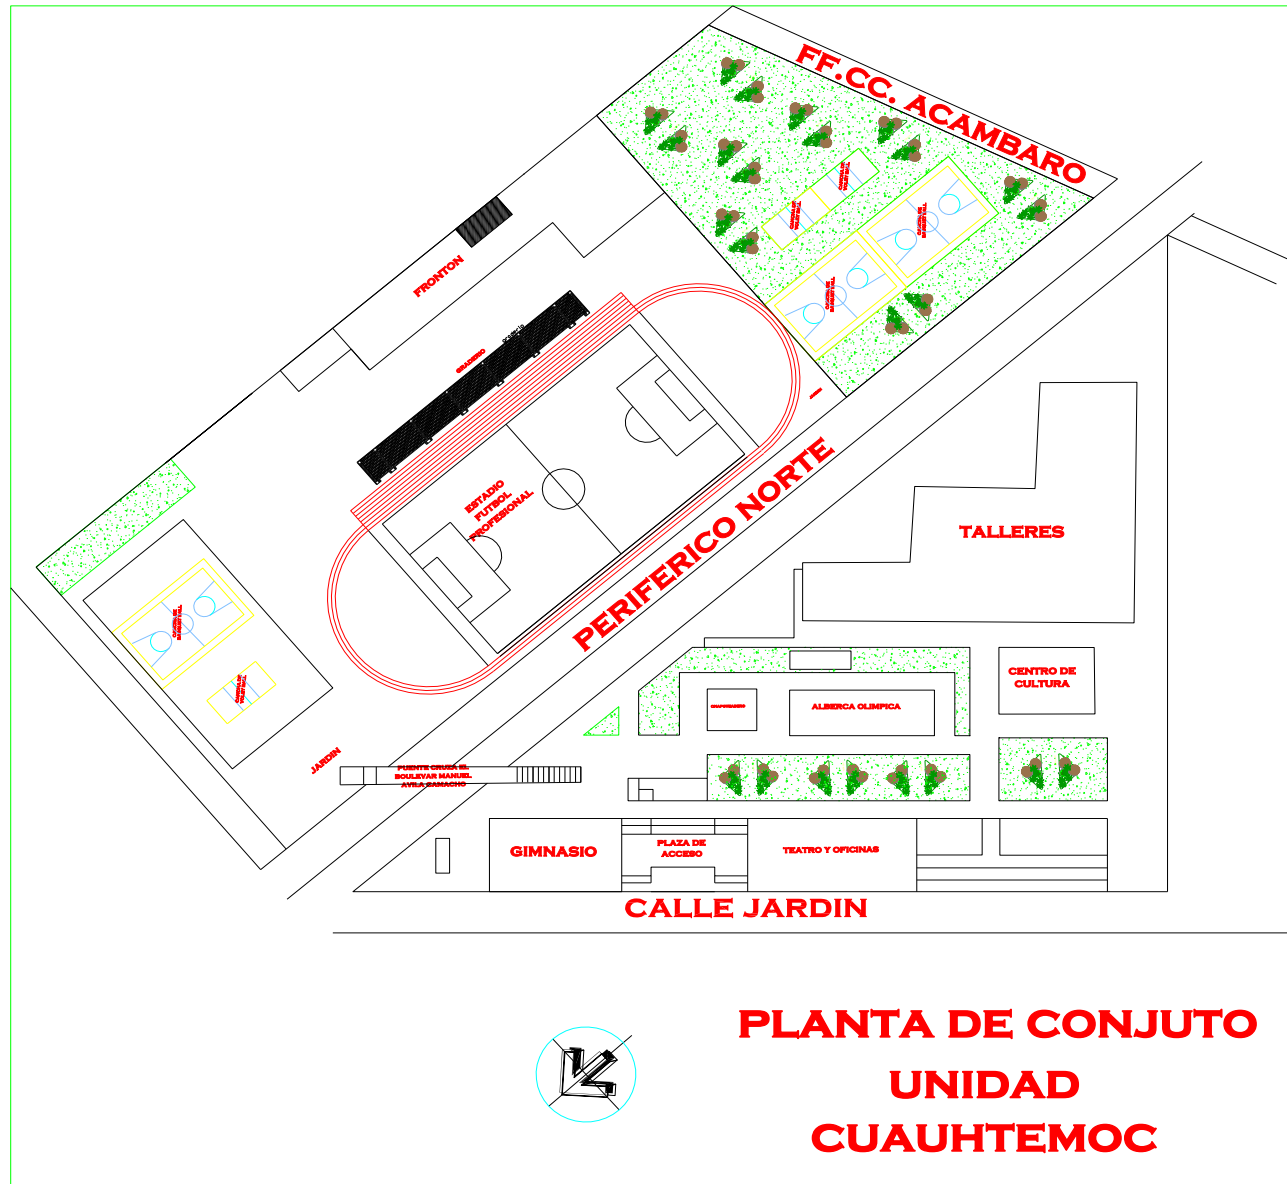 FF.CC. ACAMBARO
FRONTON
GRADERIO
ESTADIO
FUTBOL
PROFESIONAL
PERIFERICO NORTE
TALLERES
CENTRO DE
CULTURA
ALBERCA OLIMPICA
JARDIN
PUENTE CRUZA EL
BOULEVAR MANUEL
AVILA CAMACHO
GIMNASIO
PLAZA DE
ACCESO
TEATRO Y OFICINAS
CALLE JARDIN
PLANTA DE CONJUTO
UNIDAD
CUAUHTEMOC